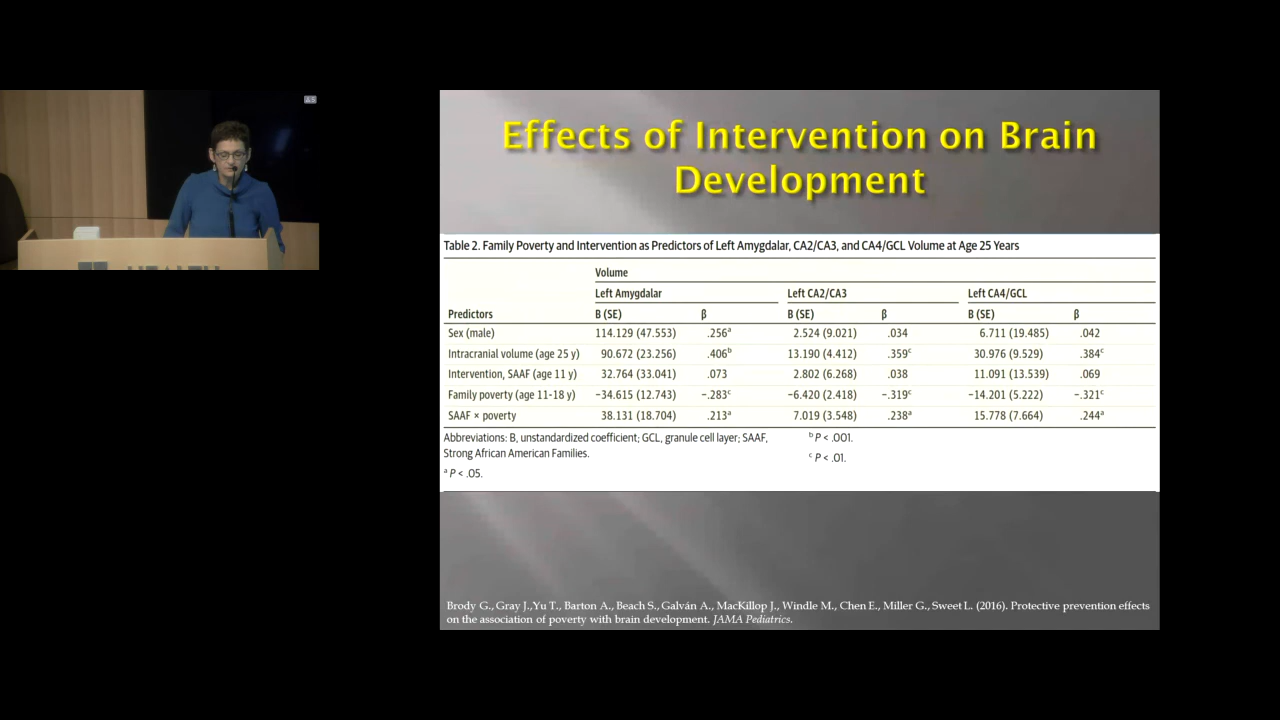 Effects of Intervention on Brain
Development
Table 2. Family Poverty and Intervention as Predictors of Left Amygdalar, CA2/CA3, and CA4/GCL Volume at Age 25 Years
Volume
Left Amygdalar Left CA2/CA3 Left CA4/GCL
Predictors B (SE) β B (SE) β B (SE) β
Sex (male) 114.129 (47.553) .256ᵃ 2.524 (9.021) .034 6.711 (19.485) .042
Intracranial volume (age 25 y) 90.672 (23.256) .406ᵇ 13.190 (4.412) .359ᶜ 30.976 (9.529) .384ᶜ
Intervention, SAAF (age 11 y) 32.764 (33.041) .073 2.802 (6.268) .038 11.091 (13.539) .069
Family poverty (age 11-18 y) −34.615 (12.743) −.283ᶜ −6.420 (2.418) −.319ᶜ −14.201 (5.222) −.321ᶜ
SAAF × poverty 38.131 (18.704) .213ᵃ 7.019 (3.548) .238ᵃ 15.778 (7.664) .244ᵃ
Abbreviations: B, unstandardized coefficient; GCL, granule cell layer; SAAF,
Strong African American Families.
ᵃ P < .05.
ᵇ P < .001.
ᶜ P < .01.
Brody G., Gray J.,Yu T., Barton A., Beach S., Galván A., MacKillop J., Windle M., Chen E., Miller G., Sweet L. (2016). Protective prevention effects
on the association of poverty with brain development. JAMA Pediatrics.